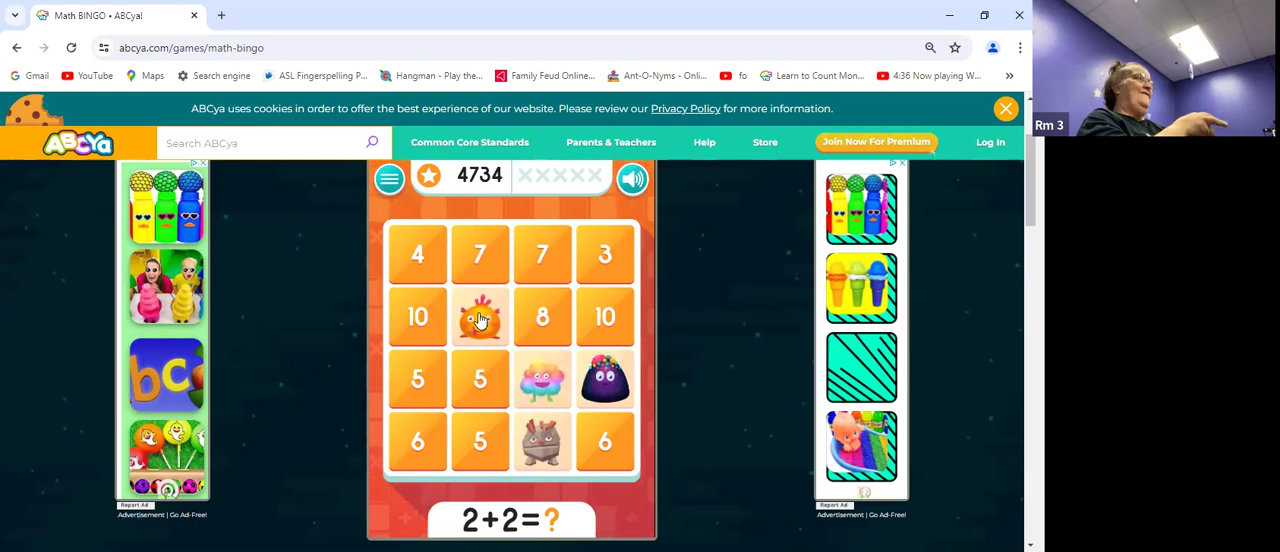 Math BINGO • ABCya!
abcya.com/games/math-bingo
Gmail YouTube Maps Search engine ASL Fingerspelling P... Hangman - Play the... Family Feud Online... Ant-O-Nyms - Onli... fo Learn to Count Mon... 4:36 Now playing W...
ABCya uses cookies in order to offer the best experience of our website. Please review our Privacy Policy for more information.
ABCya Search ABCya Common Core Standards Parents & Teachers Help Store Join Now For Premium Log In
4734
4 7 7 3
10 8 10
5 5
6 5 6
2+2=?
bc
Report Ad
Advertisement | Go Ad-Free!
Report Ad
Advertisement | Go Ad-Free!
Rm 3